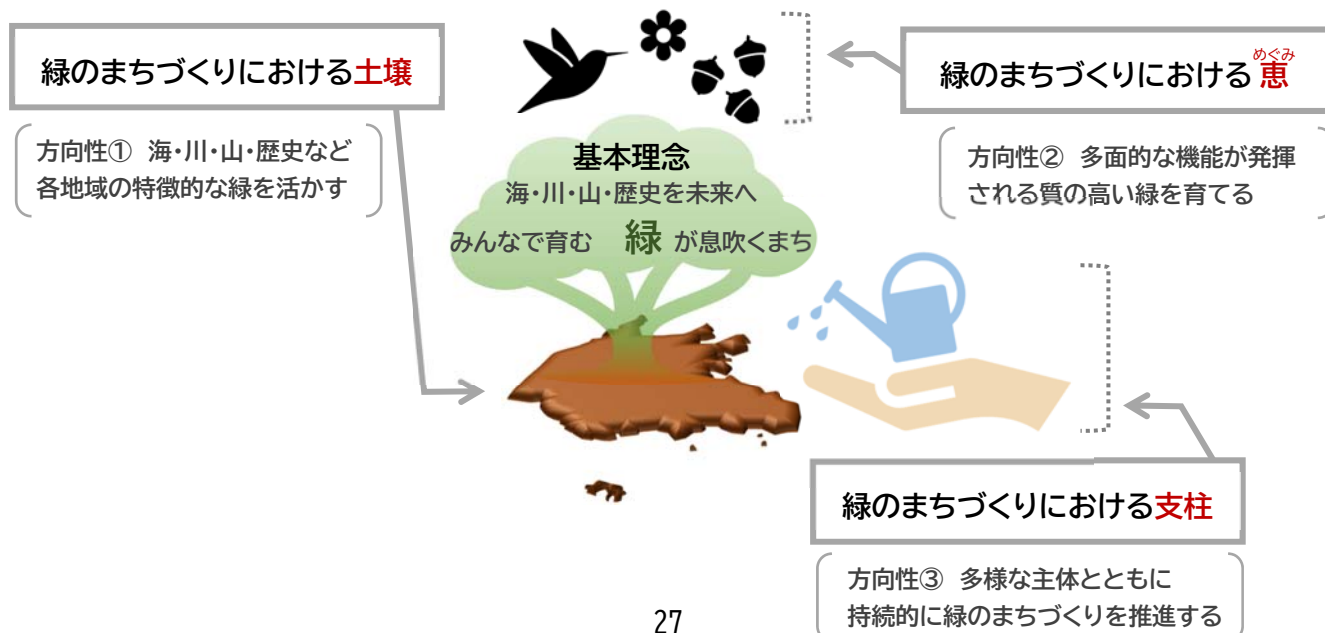 緑のまちづくりにおける土壌
方向性① 海・川・山・歴史など
各地域の特徴的な緑を活かす
めぐみ
緑のまちづくりにおける恵
方向性② 多面的な機能が発揮
される質の高い緑を育てる
基本理念
海・川・山・歴史を未来へ
みんなで育む 緑 が息吹くまち
緑のまちづくりにおける支柱
方向性③ 多様な主体とともに
持続的に緑のまちづくりを推進する
27